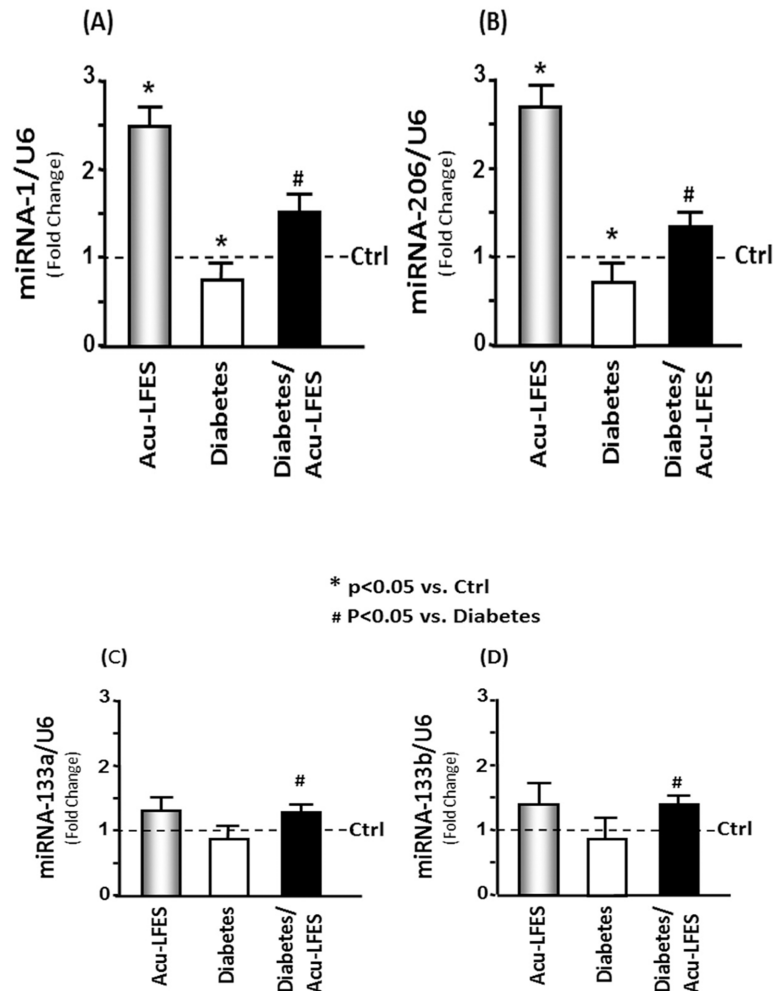 (A)
miRNA-1/U6
(Fold Change)
3
2
1
0
*
*
#
Ctrl
Acu-LFES
Diabetes
Diabetes/
Acu-LFES
(B)
miRNA-206/U6
(Fold Change)
3
2
1
0
*
*
#
Ctrl
Acu-LFES
Diabetes
Diabetes/
Acu-LFES
* p<0.05 vs. Ctrl
# P<0.05 vs. Diabetes
(C)
miRNA-133a/U6
(Fold Change)
3
2
1
0
#
Ctrl
Acu-LFES
Diabetes
Diabetes/
Acu-LFES
(D)
miRNA-133b/U6
(Fold Change)
3
2
1
0
#
Ctrl
Acu-LFES
Diabetes
Diabetes/
Acu-LFES